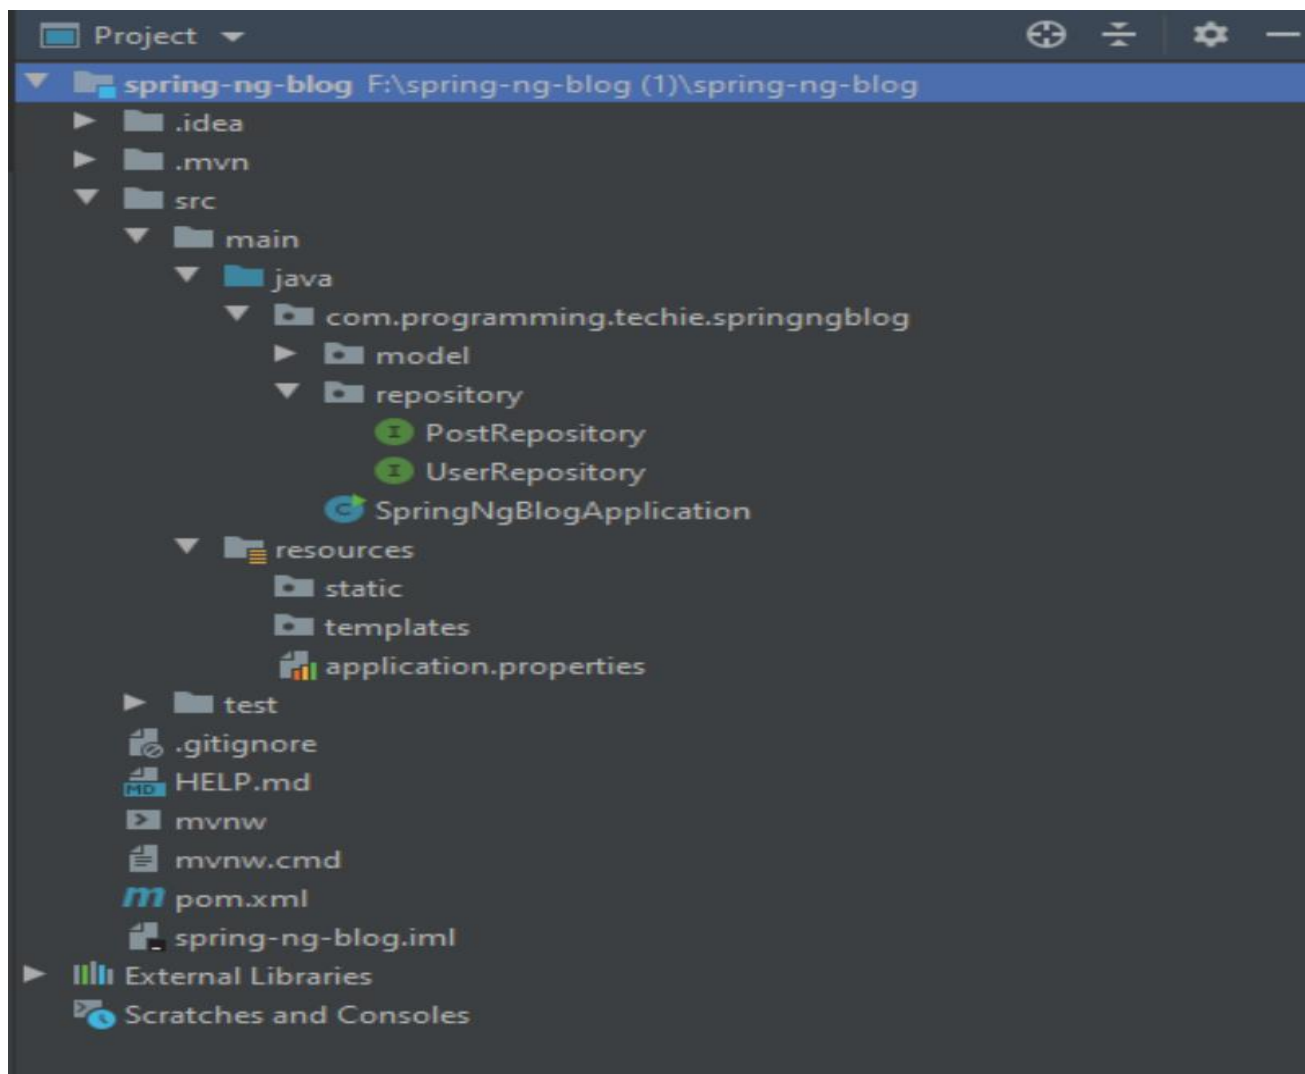 Project
spring-ng-blog F:\spring-ng-blog (1)\spring-ng-blog
.idea
.mvn
src
main
java
com.programming.techie.springngblog
model
repository
I PostRepository
I UserRepository
C SpringNgBlogApplication
resources
static
templates
application.properties
test
.gitignore
MD HELP.md
mvnw
mvnw.cmd
m pom.xml
spring-ng-blog.iml
External Libraries
Scratches and Consoles